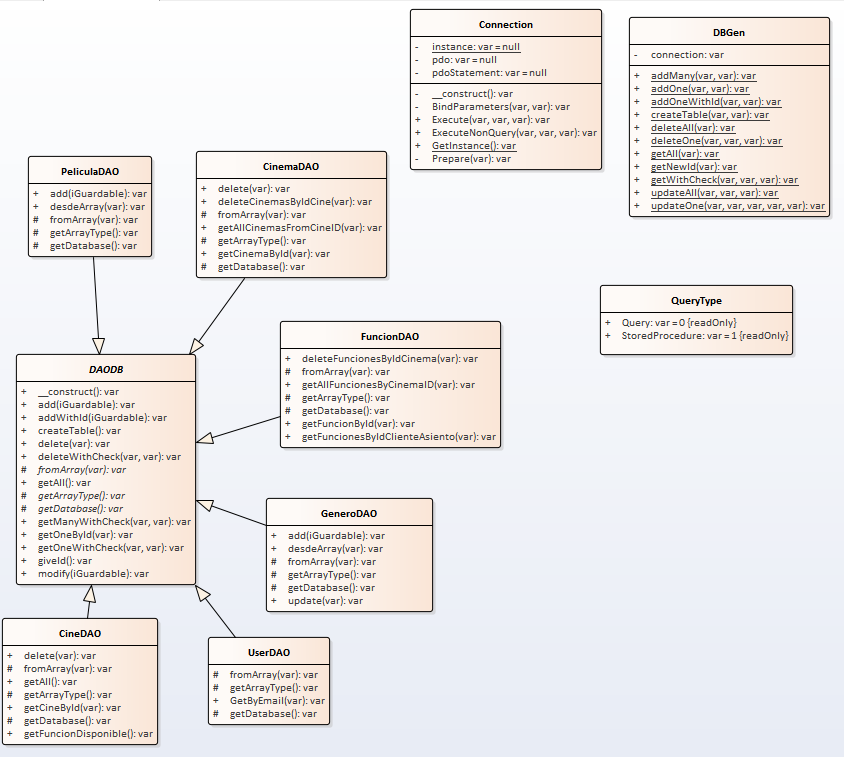 Connection
- instance: var = null
- pdo: var = null
- pdoStatement: var = null
- __construct(): var
- BindParameters(var, var): var
+ Execute(var, var, var): var
+ ExecuteNonQuery(var, var, var): var
+ GetInstance(): var
- Prepare(var): var
DBGen
- connection: var
+ addMany(var, var): var
+ addOne(var, var): var
+ addOneWithId(var, var): var
+ createTable(var, var): var
+ deleteAll(var): var
+ deleteOne(var, var, var): var
+ getAll(var): var
+ getNewId(var): var
+ getWithCheck(var, var, var): var
+ updateAll(var, var, var): var
+ updateOne(var, var, var, var, var): var
PeliculaDAO
+ add(iGuardable): var
+ desdeArray(var): var
# fromArray(var): var
# getArrayType(): var
# getDatabase(): var
CinemaDAO
+ delete(var): var
+ deleteCinemasByIdCine(var): var
# fromArray(var): var
+ getAllCinemasFromCineID(var): var
# getArrayType(): var
+ getCinemaById(var): var
# getDatabase(): var
QueryType
+ Query: var = 0 {readOnly}
+ StoredProcedure: var = 1 {readOnly}
FuncionDAO
+ deleteFuncionesByIdCinema(var): var
# fromArray(var): var
+ getAllFuncionesByCinemaID(var): var
# getArrayType(): var
# getDatabase(): var
+ getFuncionById(var): var
+ getFuncionesByIdClienteAsiento(var): var
DAODB
+ __construct(): var
+ add(iGuardable): var
+ addWithId(iGuardable): var
+ createTable(): var
+ delete(var): var
+ deleteWithCheck(var, var): var
# fromArray(var): var
+ getAll(): var
# getArrayType(): var
# getDatabase(): var
+ getManyWithCheck(var, var): var
+ getOneById(var): var
+ getOneWithCheck(var, var): var
+ giveId(): var
+ modify(iGuardable): var
GeneroDAO
+ add(iGuardable): var
+ desdeArray(var): var
# fromArray(var): var
# getArrayType(): var
# getDatabase(): var
+ update(var): var
CineDAO
+ delete(var): var
# fromArray(var): var
+ getAll(): var
# getArrayType(): var
+ getCineById(var): var
# getDatabase(): var
+ getFuncionDisponible(): var
UserDAO
# fromArray(var): var
# getArrayType(): var
+ GetByEmail(var): var
# getDatabase(): var